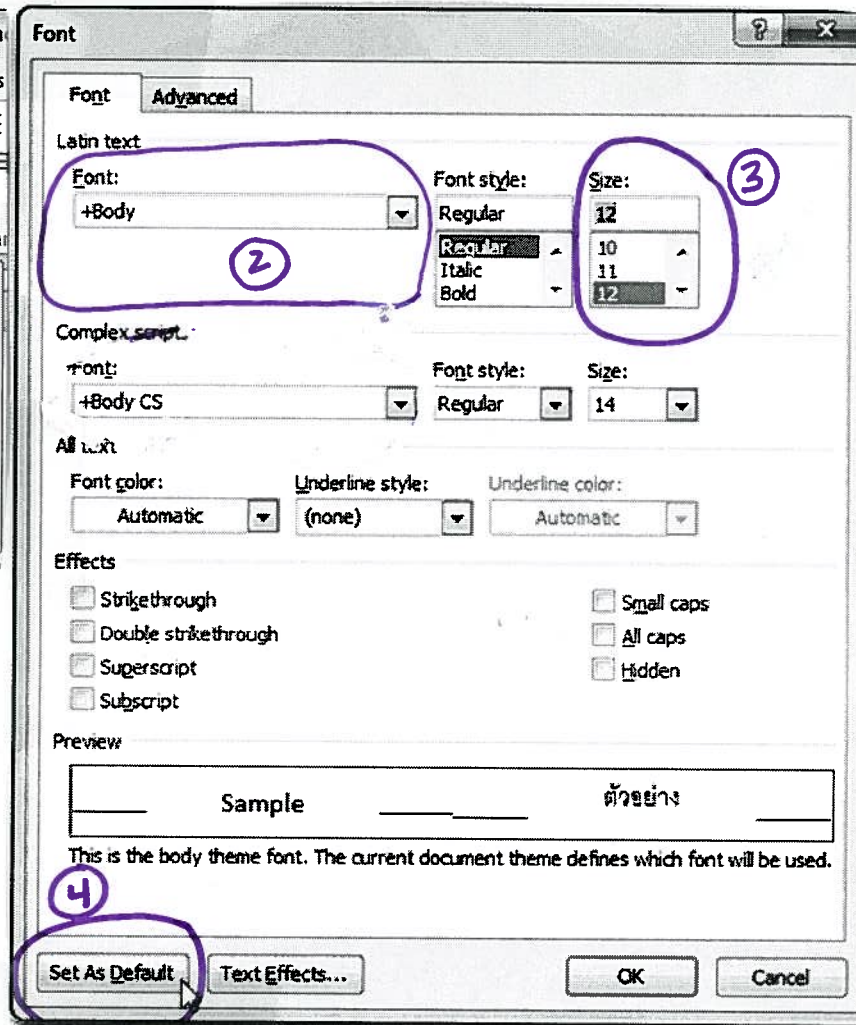 Font
Font Advanced
Latin text
Font: Font style: Size:
+Body Regular 12
Regular 10
Italic 11
Bold 12
2
3
Complex script
Font: Font style: Size:
+Body CS Regular 14
All text
Font color: Underline style: Underline color:
Automatic (none) Automatic
Effects
Strikethrough Small caps
Double strikethrough All caps
Superscript Hidden
Subscript
Preview
Sample ตัวอย่าง
This is the body theme font. The current document theme defines which font will be used.
4
Set As Default Text Effects... OK Cancel